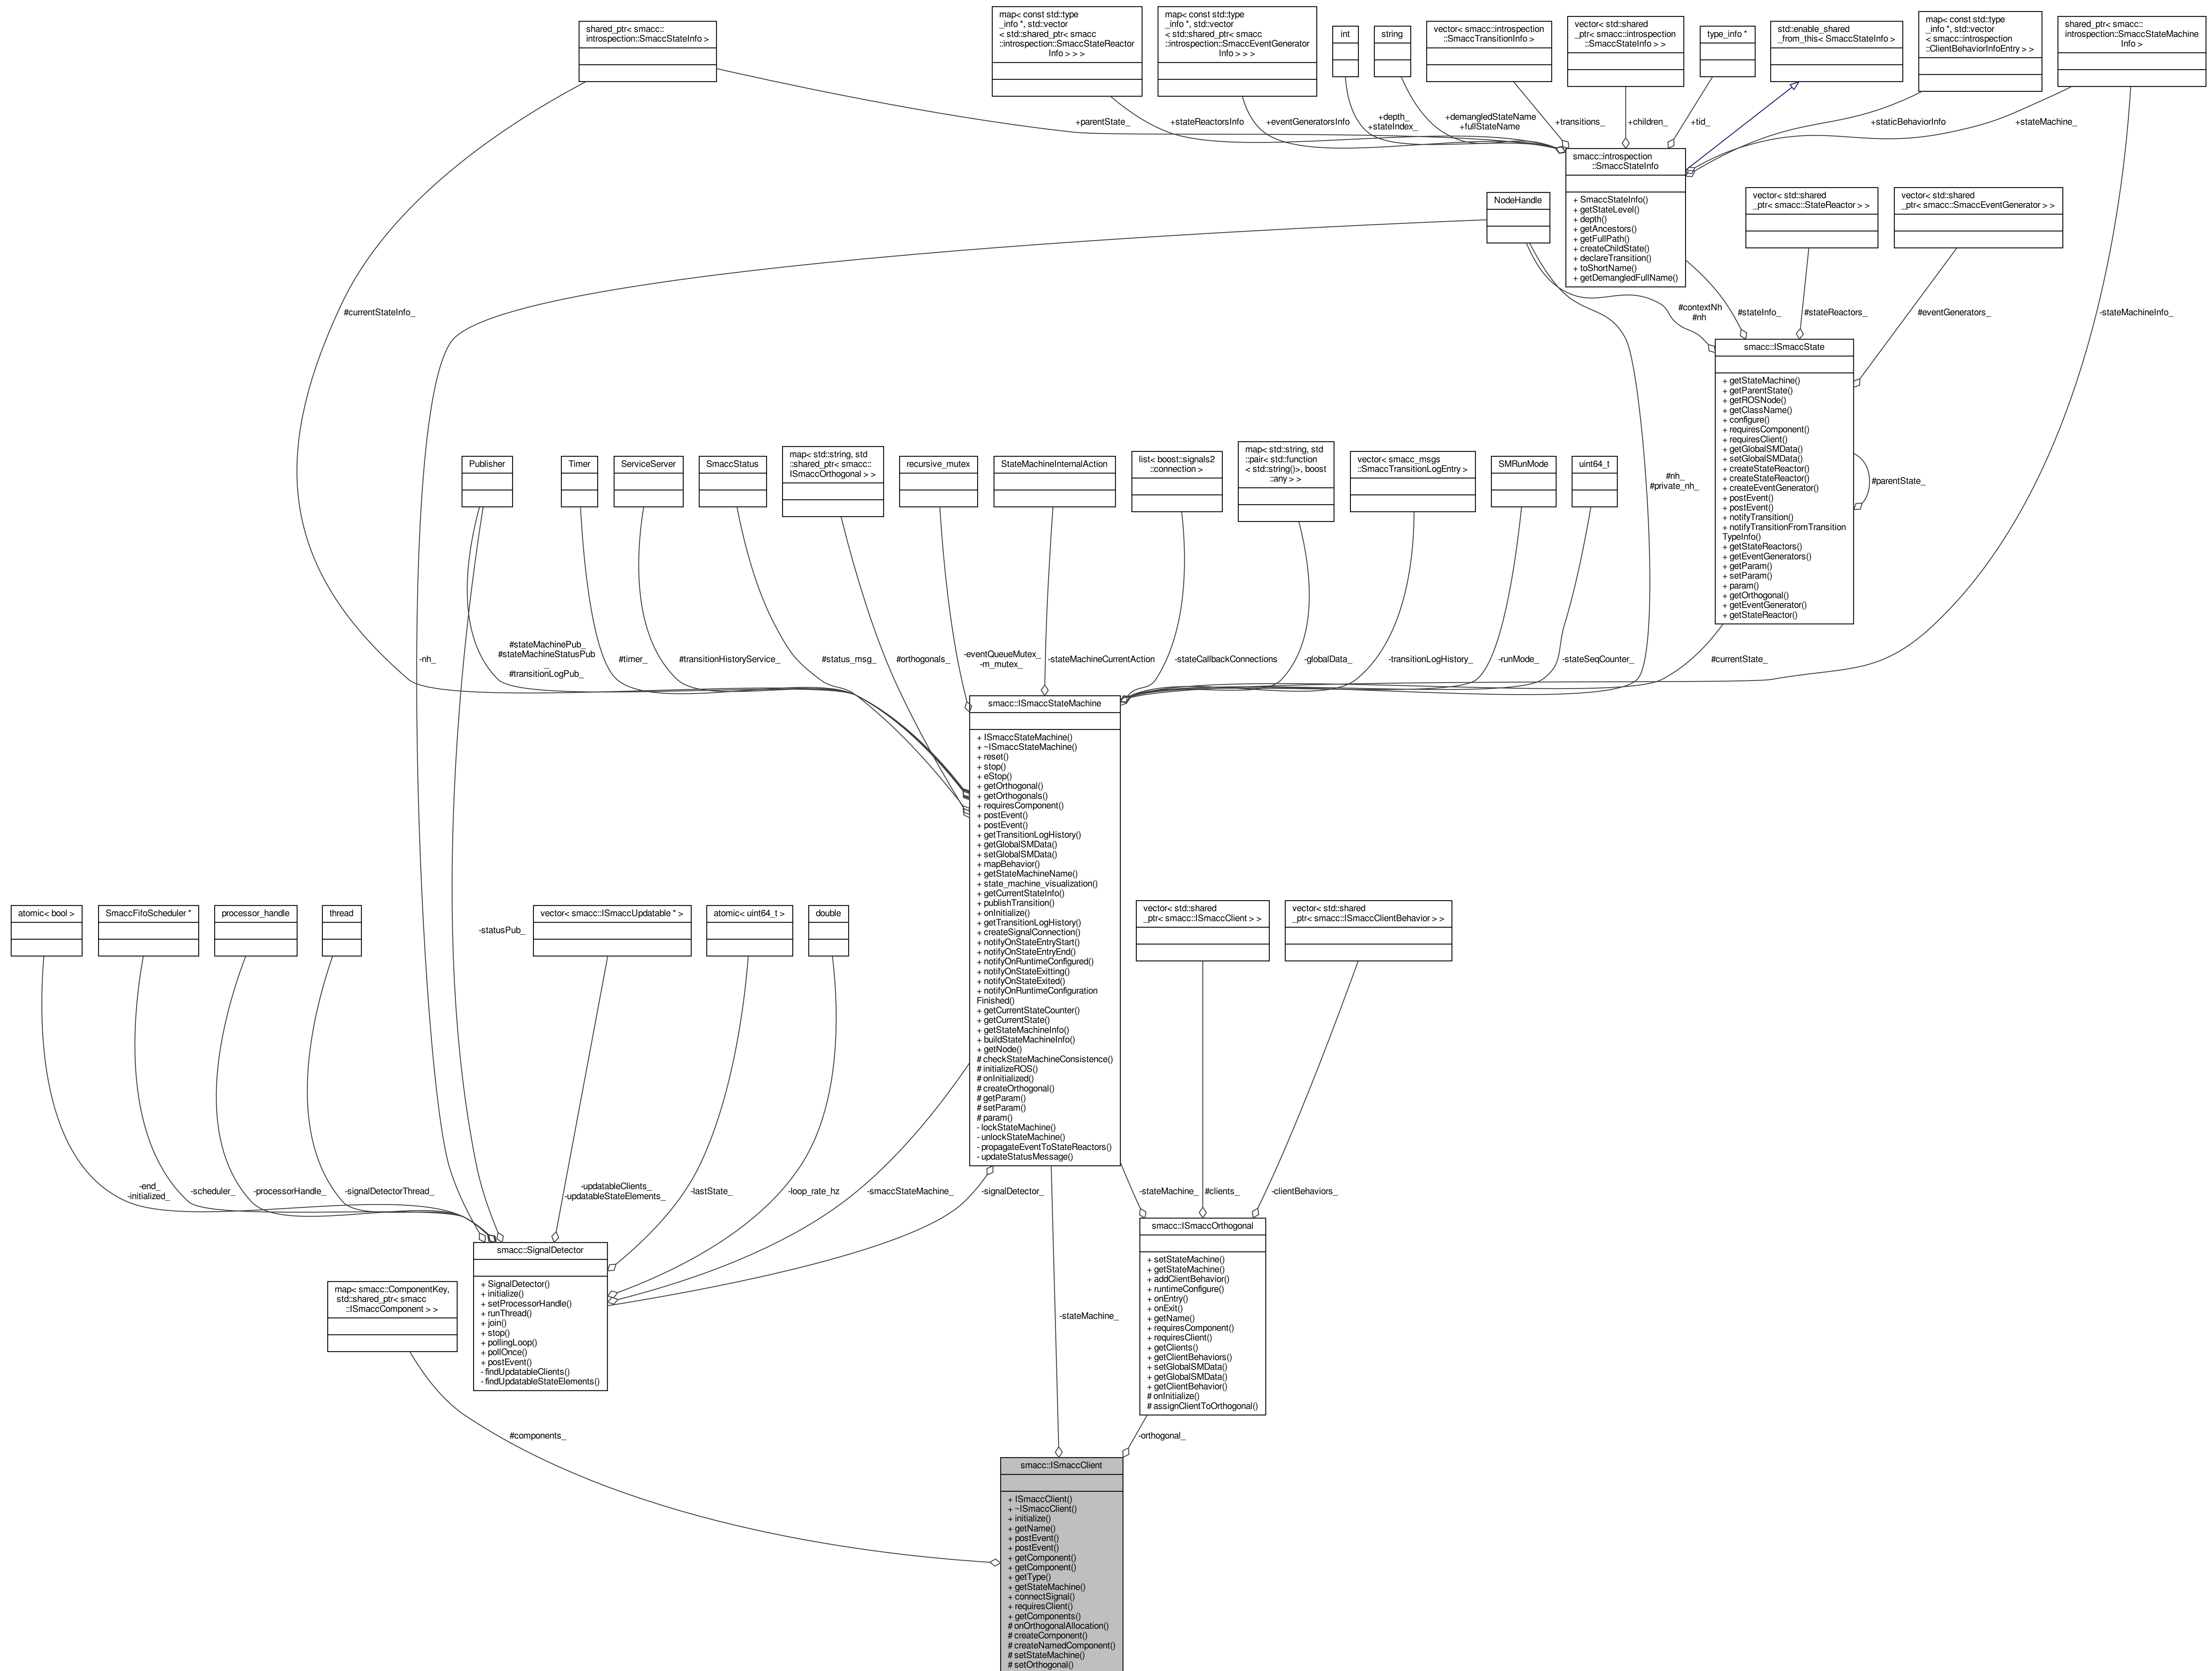 shared_ptr< smacc::
introspection::SmaccStateInfo >
map< const std::type
_info *, std::vector
< std::shared_ptr< smacc
::introspection::SmaccStateReactor
Info > > >
map< const std::type
_info *, std::vector
< std::shared_ptr< smacc
::introspection::SmaccEventGenerator
Info > > >
int
string
vector< smacc::introspection
::SmaccTransitionInfo >
vector< std::shared
_ptr< smacc::introspection
::SmaccStateInfo > >
type_info *
std::enable_shared
_from_this< SmaccStateInfo >
map< const std::type
_info *, std::vector
< smacc::introspection
::ClientBehaviorInfoEntry > >
shared_ptr< smacc::
introspection::SmaccStateMachine
Info >
+parentState_
+stateReactorsInfo
+eventGeneratorsInfo
+depth_
+stateIndex_
+demangledStateName
+fullStateName
+transitions_
+children_
+tid_
+staticBehaviorInfo
+stateMachine_
smacc::introspection
::SmaccStateInfo
+ SmaccStateInfo()
+ getStateLevel()
+ depth()
+ getAncestors()
+ getFullPath()
+ createChildState()
+ declareTransition()
+ toShortName()
+ getDemangledFullName()
NodeHandle
vector< std::shared
_ptr< smacc::StateReactor > >
vector< std::shared
_ptr< smacc::SmaccEventGenerator > >
#currentStateInfo_
#contextNh
#nh
#stateInfo_
#stateReactors_
#eventGenerators_
-stateMachineInfo_
smacc::ISmaccState
+ getStateMachine()
+ getParentState()
+ getROSNode()
+ getClassName()
+ configure()
+ requiresComponent()
+ requiresClient()
+ getGlobalSMData()
+ setGlobalSMData()
+ createStateReactor()
+ createStateReactor()
+ createEventGenerator()
+ postEvent()
+ postEvent()
+ notifyTransition()
+ notifyTransitionFromTransition
TypeInfo()
+ getStateReactors()
+ getEventGenerators()
+ getParam()
+ setParam()
+ param()
+ getOrthogonal()
+ getEventGenerator()
+ getStateReactor()
#parentState_
Publisher
Timer
ServiceServer
SmaccStatus
map< std::string, std
::shared_ptr< smacc::
ISmaccOrthogonal > >
recursive_mutex
StateMachineInternalAction
list< boost::signals2
::connection >
map< std::string, std
::pair< std::function
< std::string()>, boost
::any > >
vector< smacc_msgs
::SmaccTransitionLogEntry >
SMRunMode
uint64_t
#nh_
#private_nh_
-nh_
#stateMachinePub_
#stateMachineStatusPub
_
#transitionLogPub_
#timer_
#transitionHistoryService_
#status_msg_
#orthogonals_
-eventQueueMutex_
-m_mutex_
-stateMachineCurrentAction
-stateCallbackConnections
-globalData_
-transitionLogHistory_
-runMode_
-stateSeqCounter_
#currentState_
smacc::ISmaccStateMachine
+ ISmaccStateMachine()
+ ~ISmaccStateMachine()
+ reset()
+ stop()
+ eStop()
+ getOrthogonal()
+ getOrthogonals()
+ requiresComponent()
+ postEvent()
+ postEvent()
+ getTransitionLogHistory()
+ getGlobalSMData()
+ setGlobalSMData()
+ mapBehavior()
+ getStateMachineName()
+ state_machine_visualization()
+ getCurrentStateInfo()
+ publishTransition()
+ onInitialize()
+ getTransitionLogHistory()
+ createSignalConnection()
+ notifyOnStateEntryStart()
+ notifyOnStateEntryEnd()
+ notifyOnRuntimeConfigured()
+ notifyOnStateExitting()
+ notifyOnStateExited()
+ notifyOnRuntimeConfiguration
Finished()
+ getCurrentStateCounter()
+ getCurrentState()
+ getStateMachineInfo()
+ buildStateMachineInfo()
+ getNode()
# checkStateMachineConsistence()
# initializeROS()
# onInitialized()
# createOrthogonal()
# getParam()
# setParam()
# param()
- lockStateMachine()
- unlockStateMachine()
- propagateEventToStateReactors()
- updateStatusMessage()
atomic< bool >
SmaccFifoScheduler *
processor_handle
thread
-statusPub_
vector< smacc::ISmaccUpdatable * >
atomic< uint64_t >
double
vector< std::shared
_ptr< smacc::ISmaccClient > >
vector< std::shared
_ptr< smacc::ISmaccClientBehavior > >
-end_
-initialized_
-scheduler_
-processorHandle_
-signalDetectorThread_
-updatableClients_
-updatableStateElements_
-lastState_
-loop_rate_hz
-smaccStateMachine_
-signalDetector_
-stateMachine_
#clients_
-clientBehaviors_
smacc::SignalDetector
+ SignalDetector()
+ initialize()
+ setProcessorHandle()
+ runThread()
+ join()
+ stop()
+ pollingLoop()
+ pollOnce()
+ postEvent()
- findUpdatableClients()
- findUpdatableStateElements()
map< smacc::ComponentKey,
std::shared_ptr< smacc
::ISmaccComponent > >
smacc::ISmaccOrthogonal
+ setStateMachine()
+ getStateMachine()
+ addClientBehavior()
+ runtimeConfigure()
+ onEntry()
+ onExit()
+ getName()
+ requiresComponent()
+ requiresClient()
+ getClients()
+ getClientBehaviors()
+ setGlobalSMData()
+ getGlobalSMData()
+ getClientBehavior()
# onInitialize()
# assignClientToOrthogonal()
-stateMachine_
#components_
-orthogonal_
smacc::ISmaccClient
+ ISmaccClient()
+ ~ISmaccClient()
+ initialize()
+ getName()
+ postEvent()
+ postEvent()
+ getComponent()
+ getComponent()
+ getType()
+ getStateMachine()
+ connectSignal()
+ requiresClient()
+ getComponents()
# onOrthogonalAllocation()
# createComponent()
# createNamedComponent()
# setStateMachine()
# setOrthogonal()